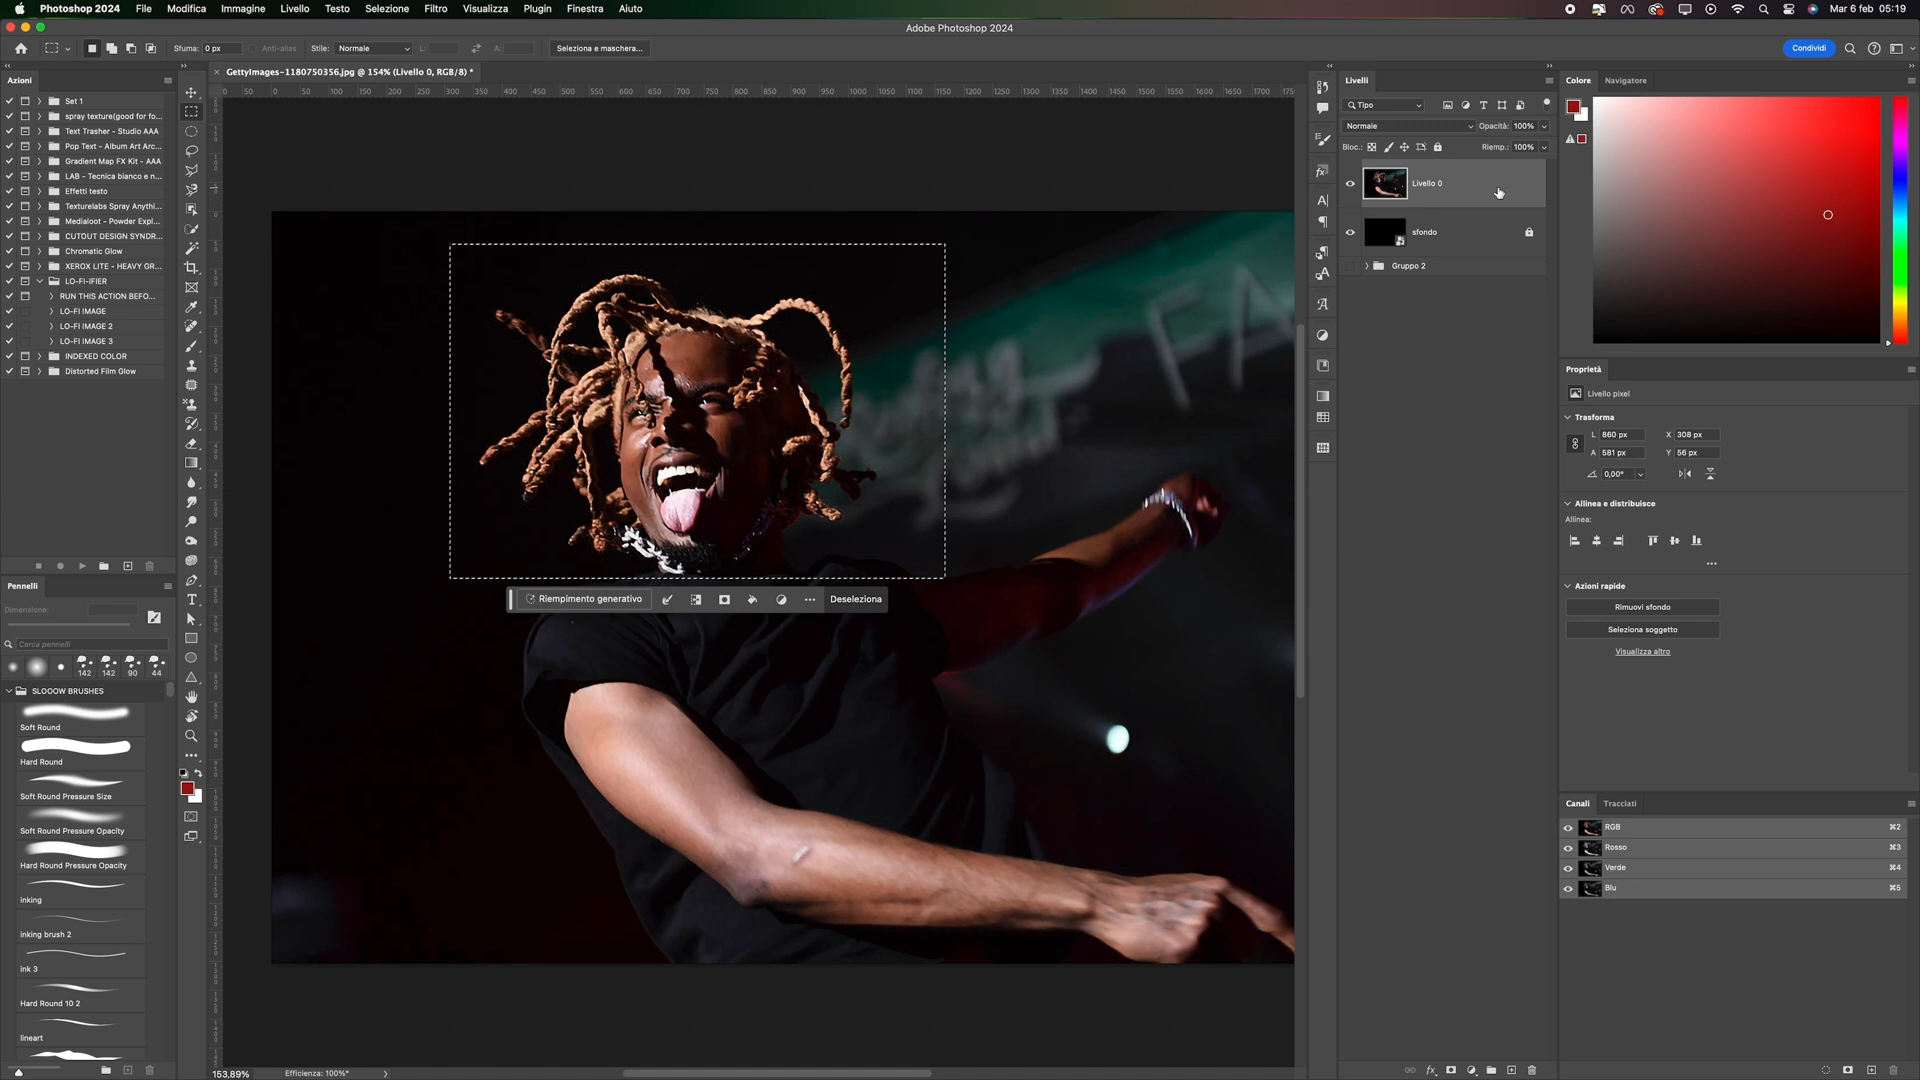 Photoshop 2024 File Modifica Immagine Livello Testo Selezione Filtro Visualizza Plugin Finestra Aiuto Mar 6 feb 05:19
Adobe Photoshop 2024
Sfuma: 0 px Anti-alias Stile: Normale L: A: Seleziona e maschera... Condividi
GettyImages-1180750356.jpg @ 154% (Livello 0, RGB/8) *
Azioni
Set 1
spray texture(good for fo...
Text Trasher - Studio AAA
Pop Text - Album Art Arc...
Gradient Map FX Kit - AAA
LAB - Tecnica bianco e n...
Effetti testo
Texturelabs Spray Anythi...
Medialoot - Powder Expl...
CUTOUT DESIGN SYNDR...
Chromatic Glow
XEROX LITE - HEAVY GR...
LO-FI-IFIER
RUN THIS ACTION BEFO...
LO-FI IMAGE
LO-FI IMAGE 2
LO-FI IMAGE 3
INDEXED COLOR
Distorted Film Glow
Pennelli
Dimensione:
Cerca pennelli
142 142 90 44
SLOOOW BRUSHES
Soft Round
Hard Round
Soft Round Pressure Size
Soft Round Pressure Opacity
Hard Round Pressure Opacity
inking
inking brush 2
ink 3
Hard Round 10 2
lineart
Riempimento generativo Deseleziona
153,89% Efficienza: 100%*
Livelli
Tipo
Normale Opacità: 100%
Bloc.: Riemp.: 100%
Livello 0
sfondo
Gruppo 2
Colore Navigatore
Proprietà
Livello pixel
Trasforma
L 860 px X 308 px
A 581 px Y 56 px
0,00°
Allinea e distribuisce
Allinea:
Azioni rapide
Rimuovi sfondo
Seleziona soggetto
Visualizza altro
Canali Tracciati
RGB ⌘2
Rosso ⌘3
Verde ⌘4
Blu ⌘5